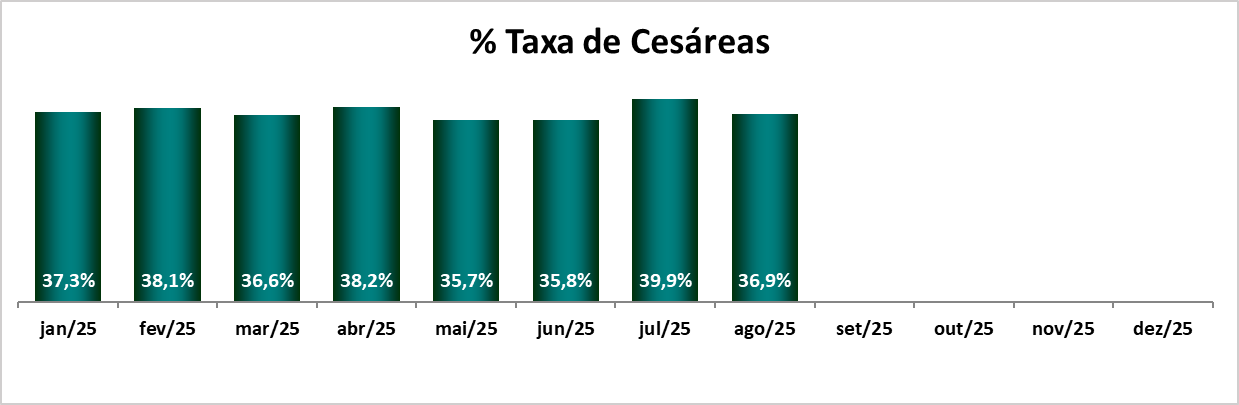 % Taxa de Cesáreas
37,3% 38,1% 36,6% 38,2% 35,7% 35,8% 39,9% 36,9%
jan/25 fev/25 mar/25 abr/25 mai/25 jun/25 jul/25 ago/25 set/25 out/25 nov/25 dez/25